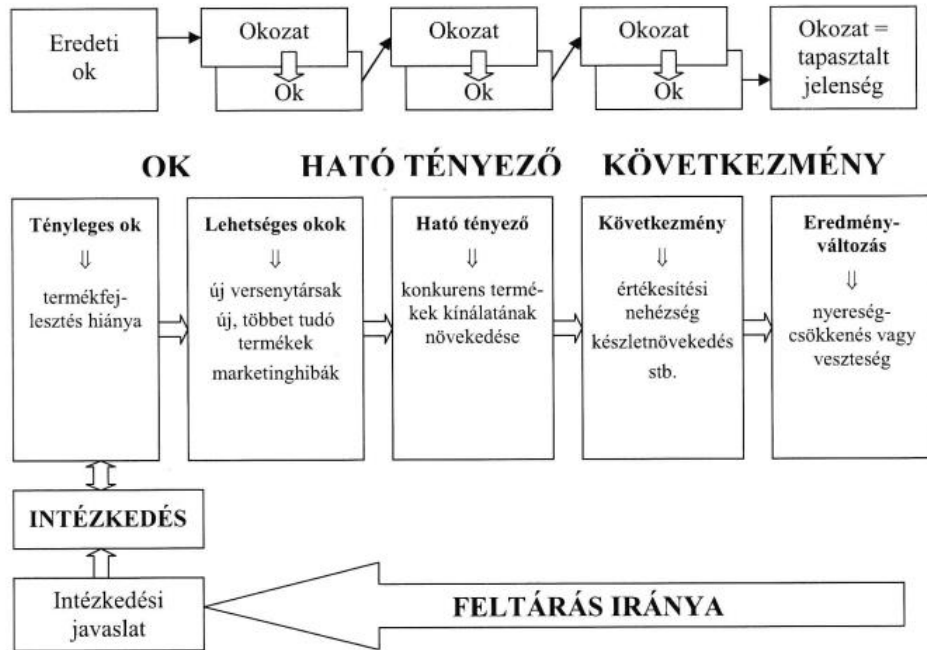 Eredeti
ok
Okozat
Ok
Okozat
Ok
Okozat
Ok
Okozat =
tapasztalt
jelenség
OK
HATÓ TÉNYEZŐ
KÖVETKEZMÉNY
Tényleges ok
termékfej-
lesztés hiánya
Lehetséges okok
új versenytársak
új, többet tudó
termékek
marketinghibák
Ható tényező
konkurens termé-
kek kínálatának
növekedése
Következmény
értékesítési
nehézség
készletnövekedés
stb.
Eredmény-
változás
nyereség-
csökkenés vagy
veszteség
INTÉZKEDÉS
Intézkedési
javaslat
FELTÁRÁS IRÁNYA